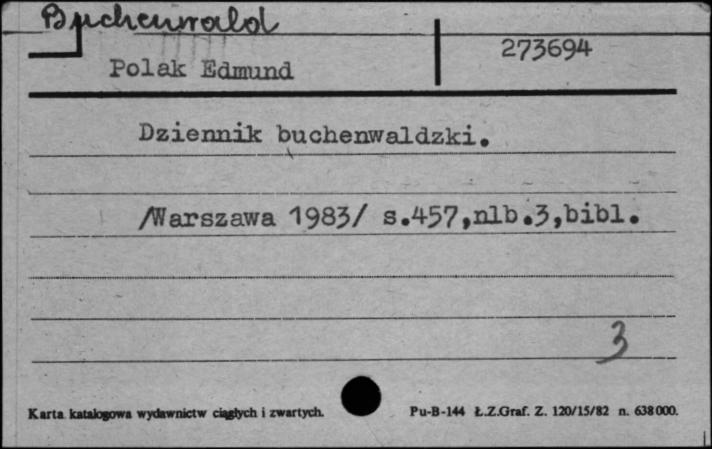 Buchenwald
273694
Polak Edmund
Dziennik buchenwaldzki.
/Warszawa 1983/ s.457,nlb.3,bibl.
3
Karta katalogowa wydawnictw ciągłych i zwartych. Pu-B-144 Ł.Z.Graf. Z. 120/15/82 n. 638000.